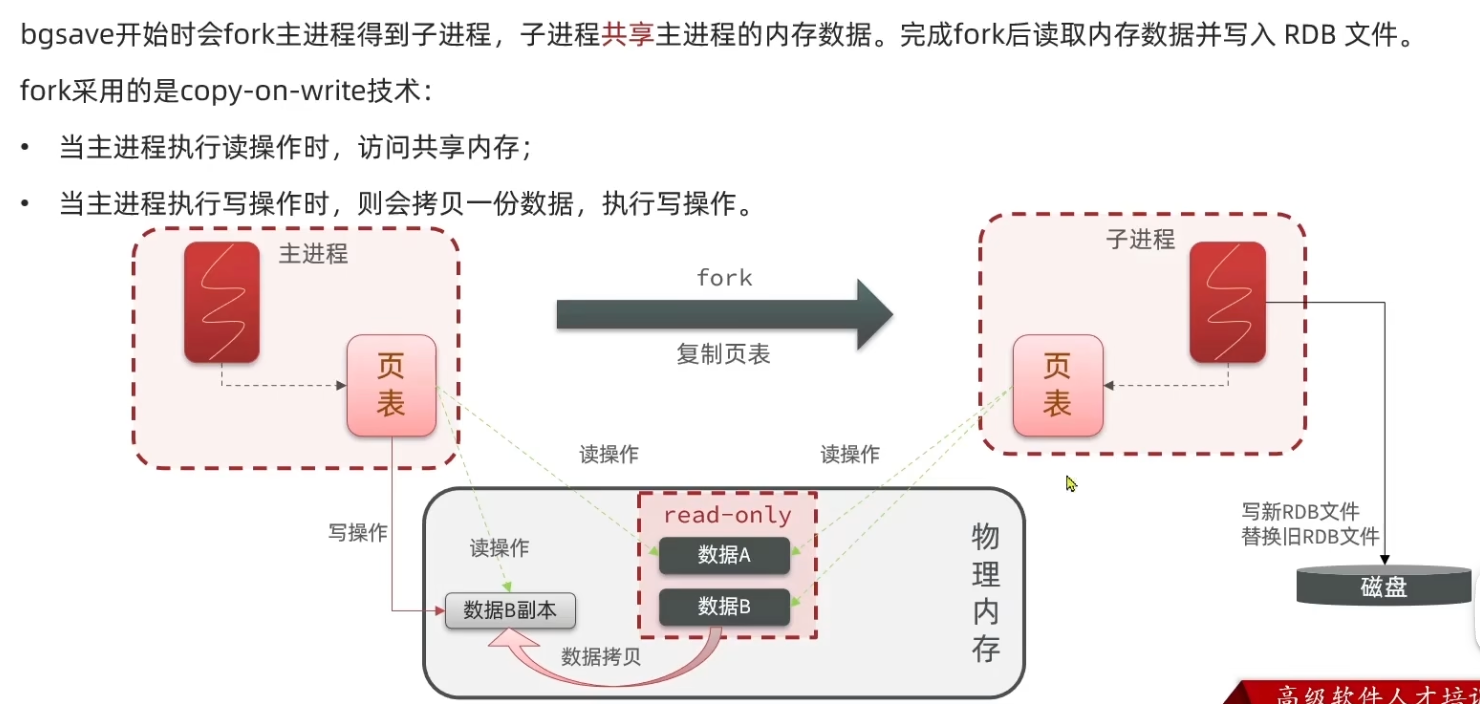 bgsave开始时会fork主进程得到子进程，子进程共享主进程的内存数据。完成fork后读取内存数据并写入 RDB 文件。
fork采用的是copy-on-write技术：
• 当主进程执行读操作时，访问共享内存；
• 当主进程执行写操作时，则会拷贝一份数据，执行写操作。
主进程
页
表
fork
复制页表
子进程
页
表
读操作
读操作
写操作
读操作
read-only
数据A
数据B
数据B副本
数据拷贝
物
理
内
存
写新RDB文件
替换旧RDB文件
磁盘
高级软件人才培